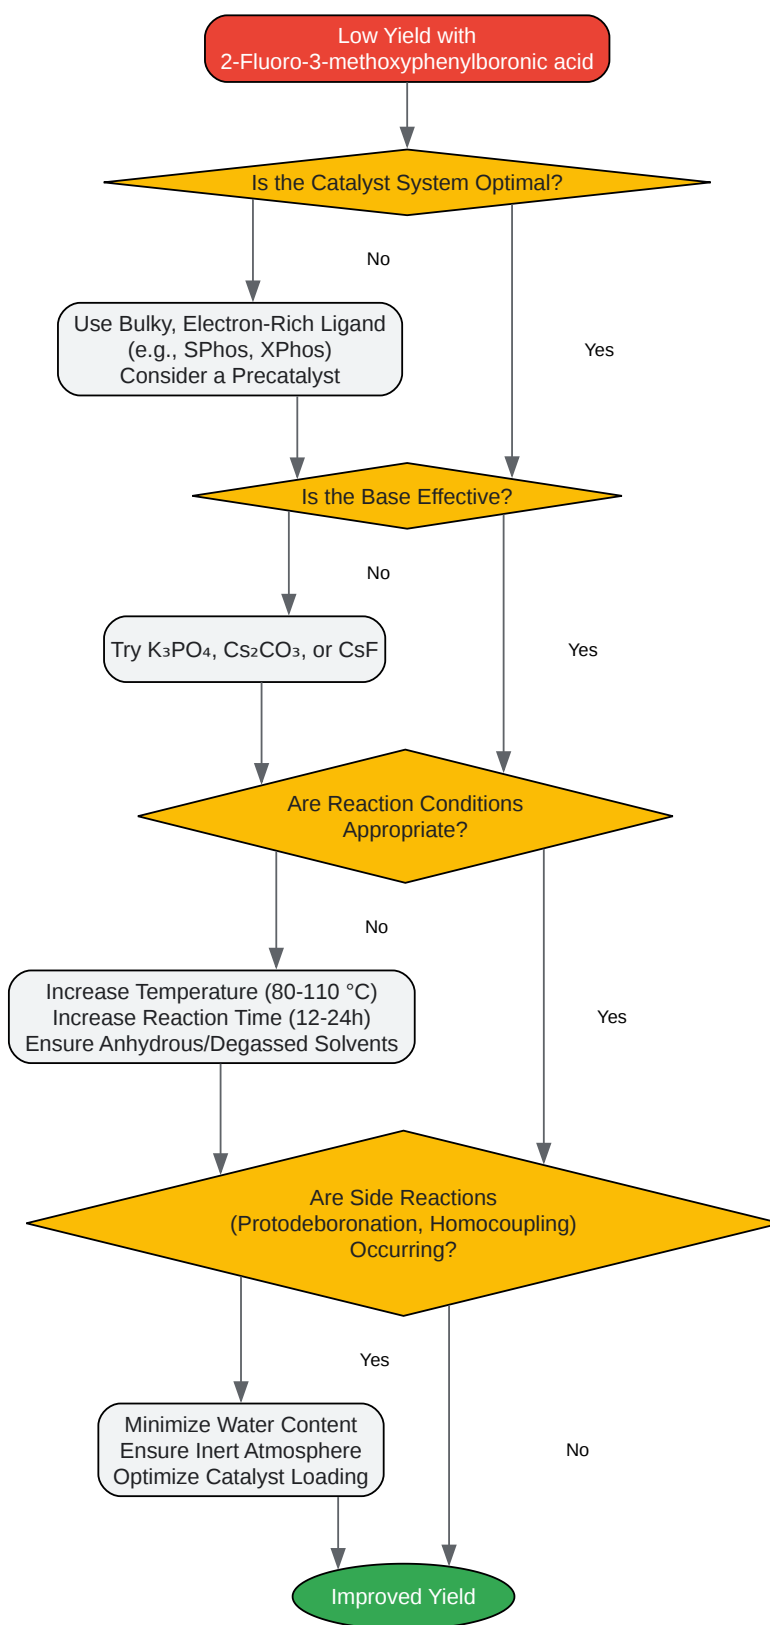 Low Yield with
2-Fluoro-3-methoxyphenylboronic acid
Is the Catalyst System Optimal?
No
Use Bulky, Electron-Rich Ligand
(e.g., SPhos, XPhos)
Consider a Precatalyst
Yes
Is the Base Effective?
No
Try K₃PO₄, Cs₂CO₃, or CsF
Yes
Are Reaction Conditions
Appropriate?
No
Increase Temperature (80-110 °C)
Increase Reaction Time (12-24h)
Ensure Anhydrous/Degassed Solvents
Yes
Are Side Reactions
(Protodeboronation, Homocoupling)
Occurring?
Yes
Minimize Water Content
Ensure Inert Atmosphere
Optimize Catalyst Loading
No
Improved Yield